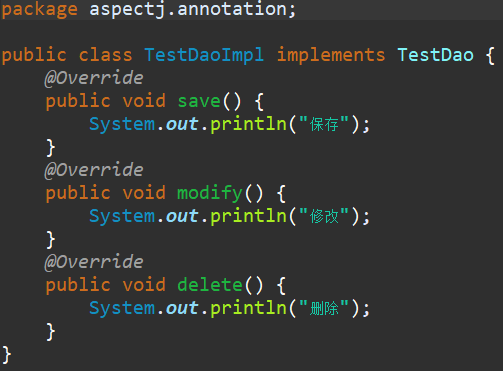 package aspectj.annotation;
public class TestDaoImpl implements TestDao {
    @Override
    public void save() {
        System.out.println("保存");
    }
    @Override
    public void modify() {
        System.out.println("修改");
    }
    @Override
    public void delete() {
        System.out.println("删除");
    }
}